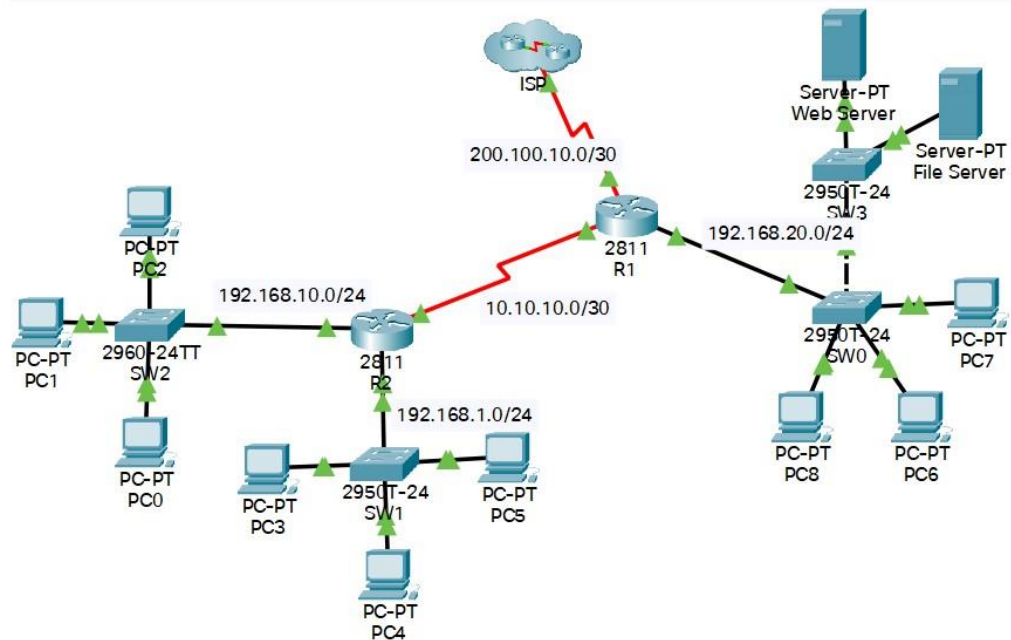 ISP
Server-PT
Web Server
Server-PT
File Server
200.100.10.0/30
2950T-24
SW3
PC-PT
PC2
2811
R1
192.168.20.0/24
192.168.10.0/24
10.10.10.0/30
PC-PT
PC1
2960-24TT
SW2
2811
R2
2950T-24
SW0
PC-PT
PC7
192.168.1.0/24
PC-PT
PC0
PC-PT
PC3
2950T-24
SW1
PC-PT
PC5
PC-PT
PC8
PC-PT
PC6
PC-PT
PC4